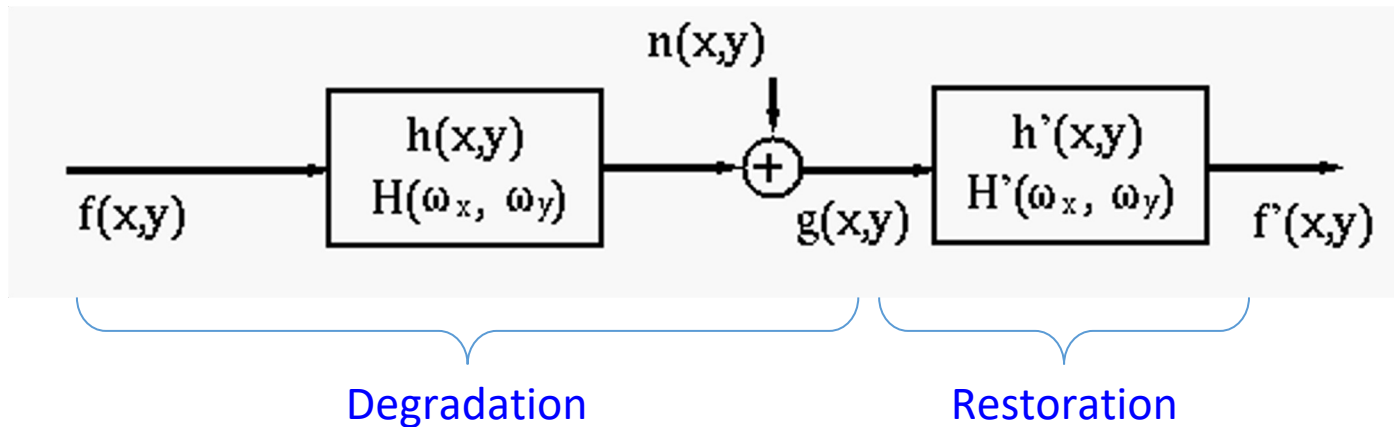 n(x,y)
h(x,y)
H(ωx, ωy)
+
h’(x,y)
H’(ωx, ωy)
f(x,y)
g(x,y)
f’(x,y)
Degradation
Restoration